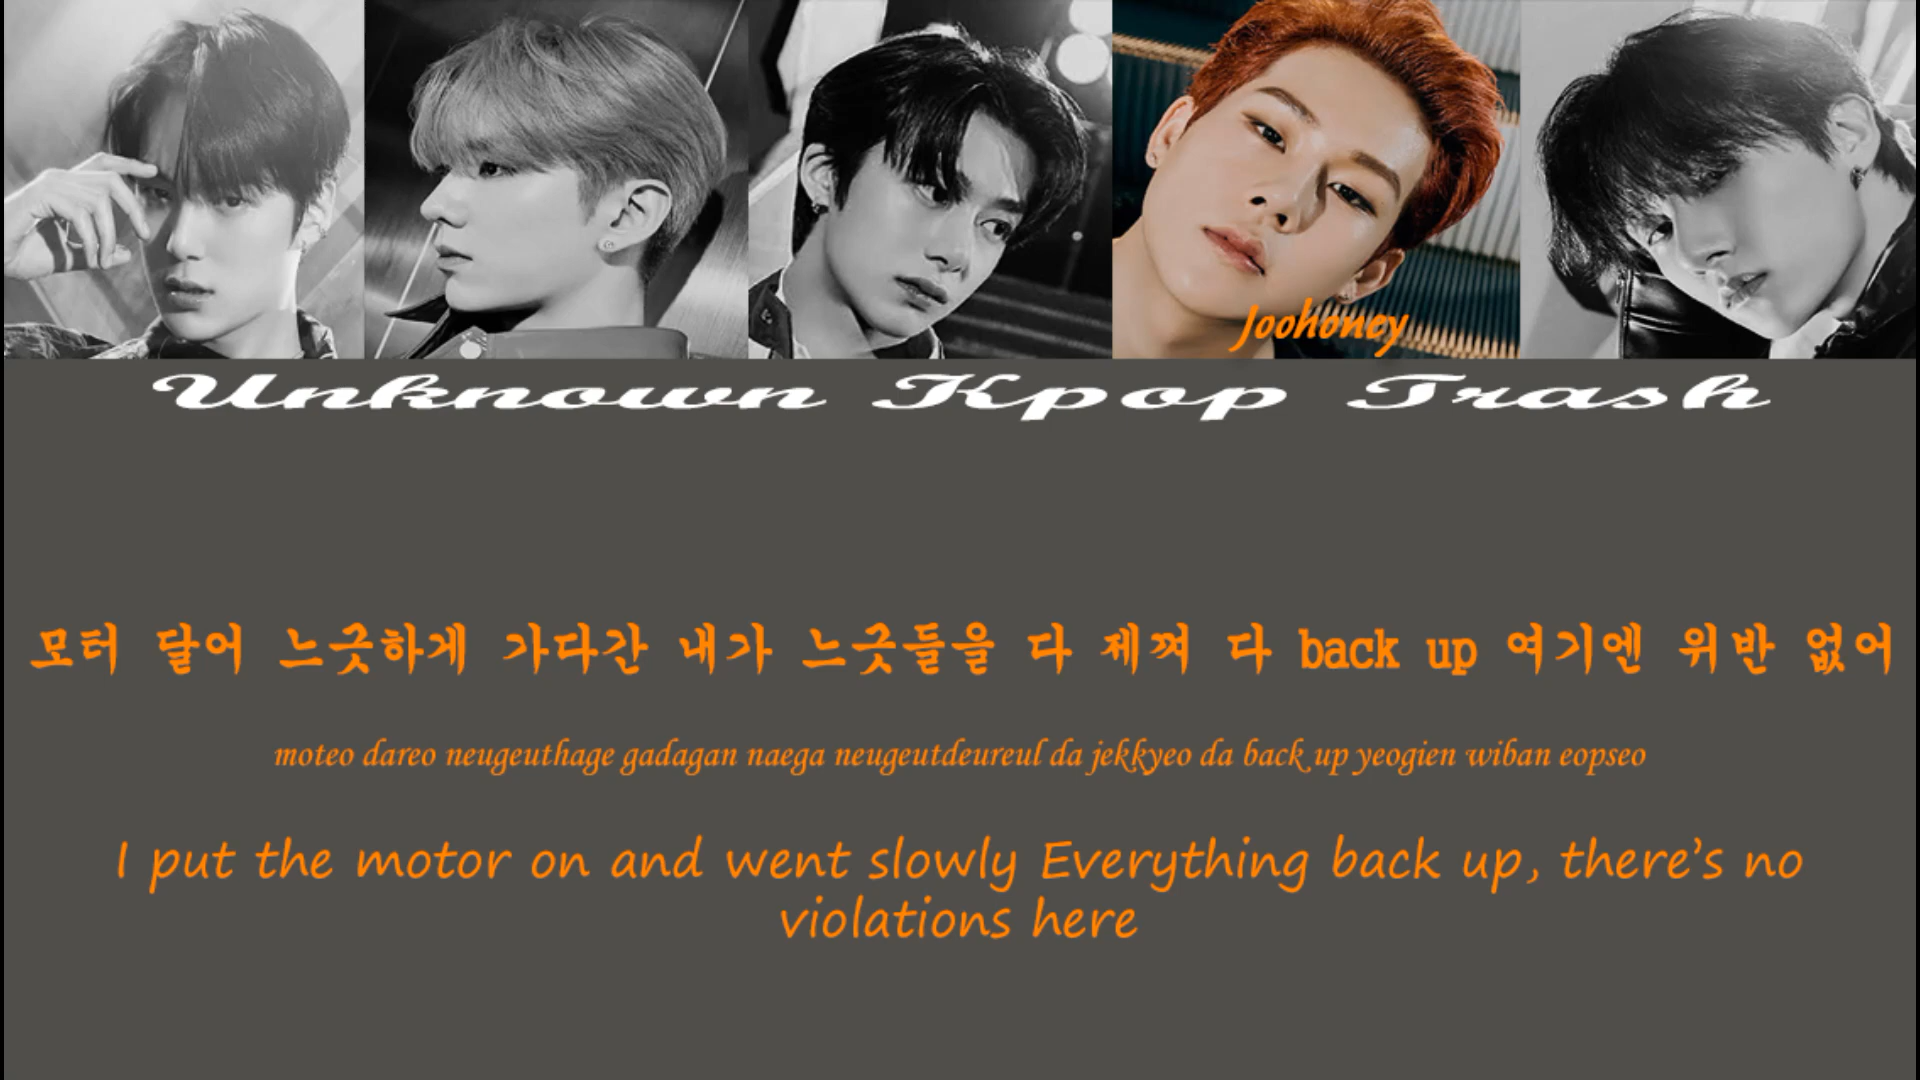 Joohoney
Unknown Kpop Trash
모터 달어 느긋하게 가다간 내가 느긋들을 다 제껴 다 back up 여기엔 위반 없어
moteo dareo neugeuthage gadagan naega neugeutdeureul da jekkyeo da back up yeogien wiban eopseo
I put the motor on and went slowly Everything back up, there’s no
violations here